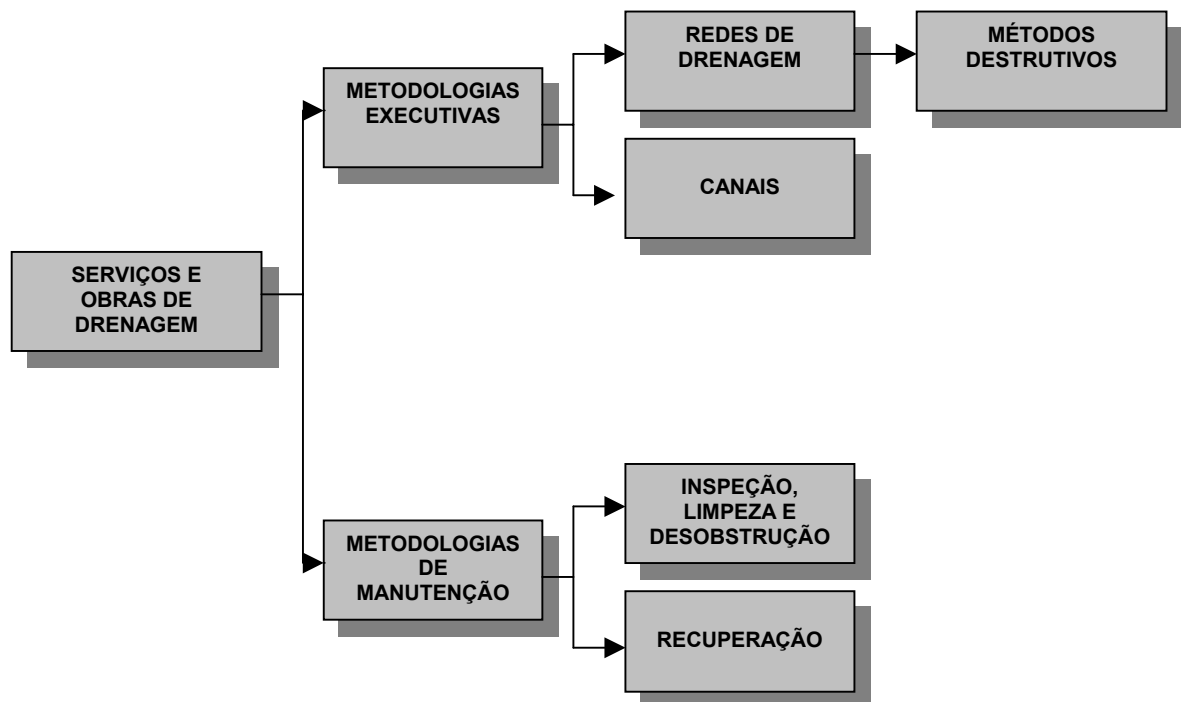 REDES DE
DRENAGEM
MÉTODOS
DESTRUTIVOS
METODOLOGIAS
EXECUTIVAS
CANAIS
SERVIÇOS E
OBRAS DE
DRENAGEM
INSPEÇÃO,
LIMPEZA E
DESOBSTRUÇÃO
METODOLOGIAS
DE
MANUTENÇÃO
RECUPERAÇÃO